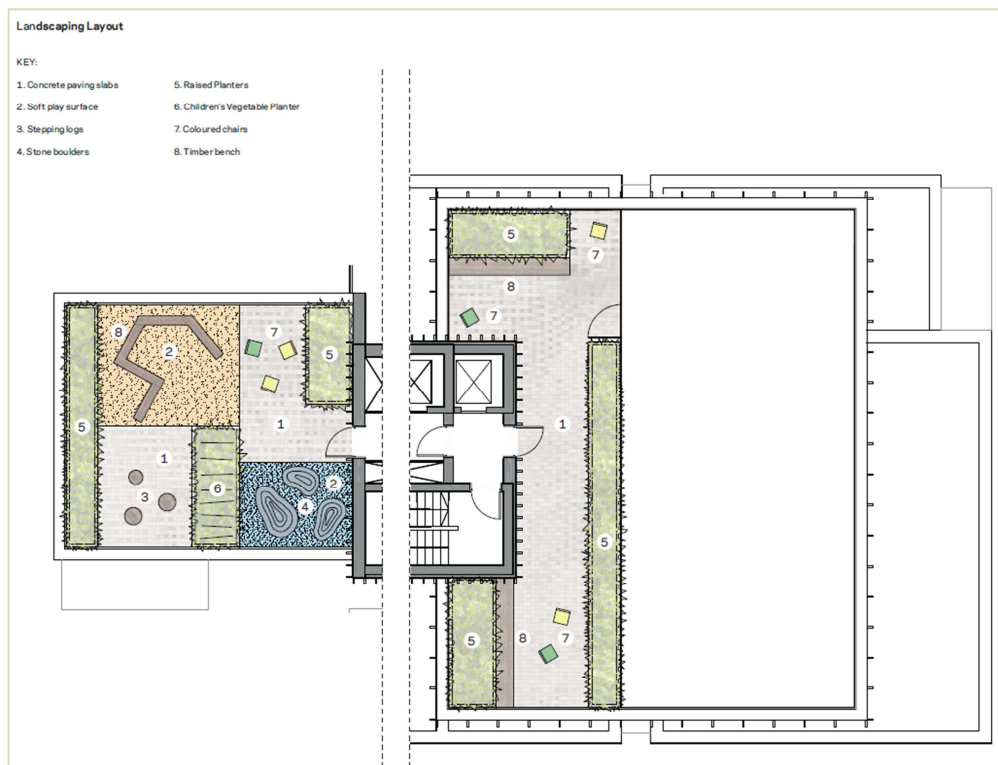 Landscaping Layout
KEY:
1. Concrete paving slabs
2. Soft play surface
3. Stepping logs
4. Stone boulders
5. Raised Planters
6. Children's Vegetable Planter
7. Coloured chairs
8. Timber bench
5
7
8
7
8
2
7
5
5
1
1
1
3
6
2
4
5
5
8
7